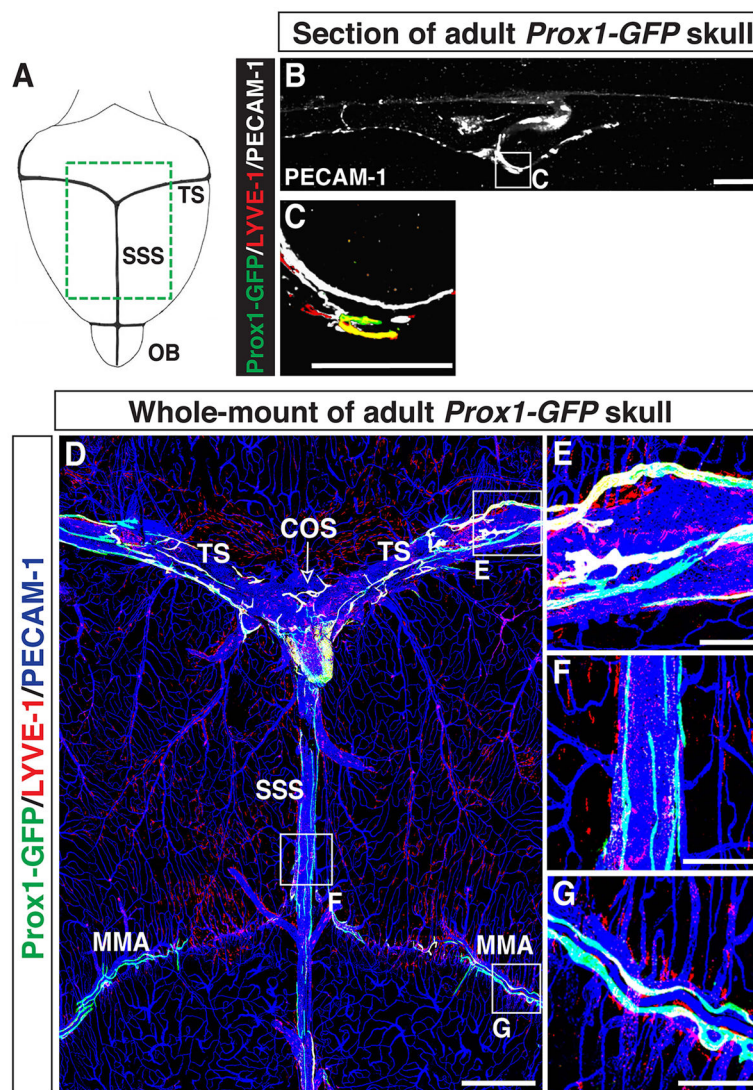 Section of adult Prox1-GFP skull
A
TS
SSS
OB
Prox1-GFP/LYVE-1/PECAM-1
B
PECAM-1
C
C
Whole-mount of adult Prox1-GFP skull
Prox1-GFP/LYVE-1/PECAM-1
D
COS
TS
TS
E
SSS
F
MMA
MMA
G
E
F
G